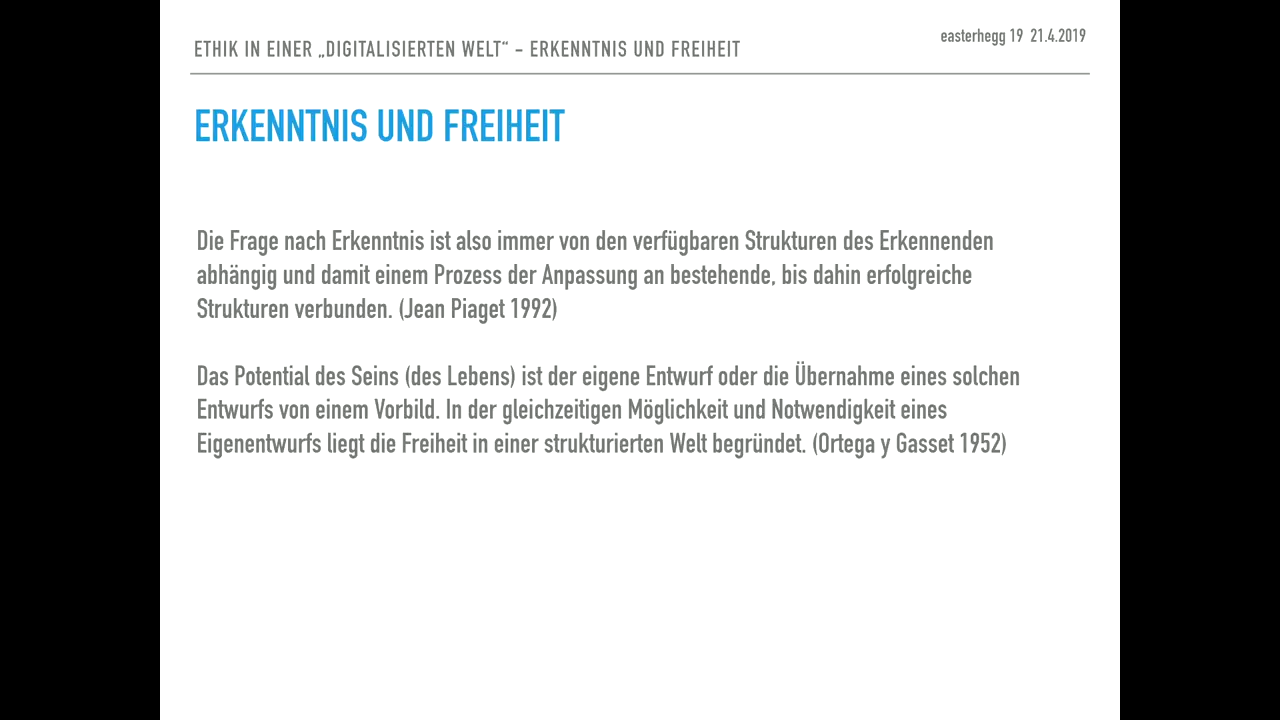 ETHIK IN EINER „DIGITALISIERTEN WELT“ – ERKENNTNIS UND FREIHEIT
easterhegg 19 21.4.2019
ERKENNTNIS UND FREIHEIT
Die Frage nach Erkenntnis ist also immer von den verfügbaren Strukturen des Erkennenden
abhängig und damit einem Prozess der Anpassung an bestehende, bis dahin erfolgreiche
Strukturen verbunden. (Jean Piaget 1992)
Das Potential des Seins (des Lebens) ist der eigene Entwurf oder die Übernahme eines solchen
Entwurfs von einem Vorbild. In der gleichzeitigen Möglichkeit und Notwendigkeit eines
Eigenentwurfs liegt die Freiheit in einer strukturierten Welt begründet. (Ortega y Gasset 1952)